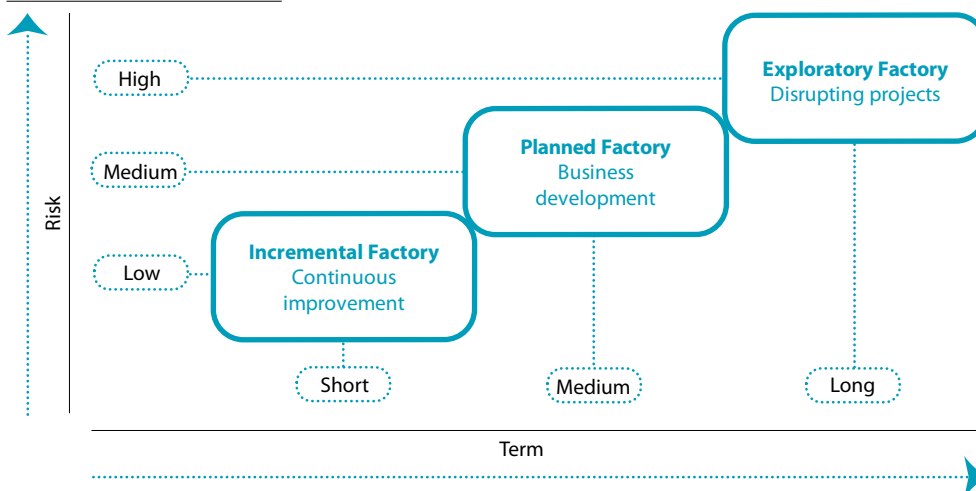 High
Exploratory Factory
Disrupting projects
Medium
Planned Factory
Business
development
Risk
Low
Incremental Factory
Continuous
improvement
Short
Medium
Long
Term